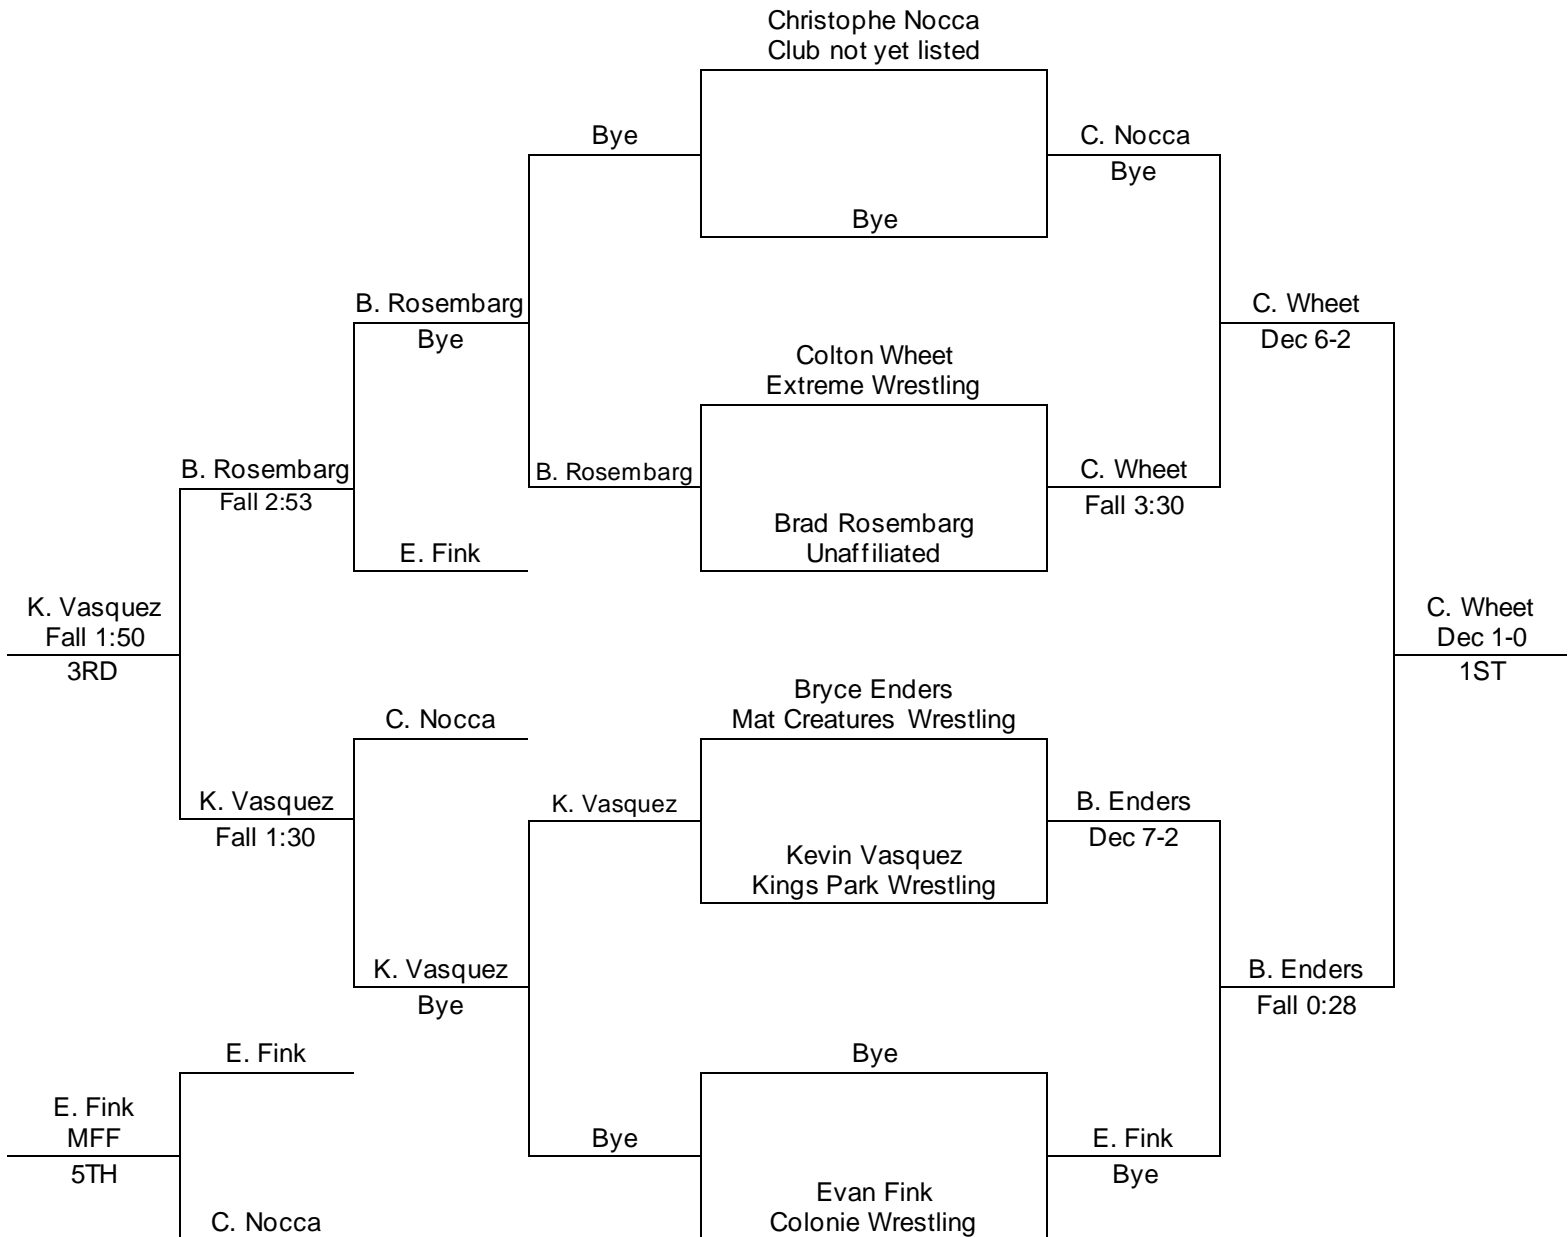 Christophe Nocca
Club not yet listed
Bye
C. Nocca
Bye
Bye
B. Rosembarg
Bye
C. Wheet
Dec 6-2
Colton Wheet
Extreme Wrestling
B. Rosembarg
Fall 2:53
B. Rosembarg
C. Wheet
Fall 3:30
Brad Rosembarg
Unaffiliated
E. Fink
K. Vasquez
Fall 1:50
3RD
C. Wheet
Dec 1-0
1ST
Bryce Enders
Mat Creatures Wrestling
C. Nocca
K. Vasquez
Fall 1:30
K. Vasquez
B. Enders
Dec 7-2
Kevin Vasquez
Kings Park Wrestling
K. Vasquez
Bye
B. Enders
Fall 0:28
E. Fink
Bye
E. Fink
MFF
5TH
Bye
E. Fink
Bye
Evan Fink
Colonie Wrestling
C. Nocca